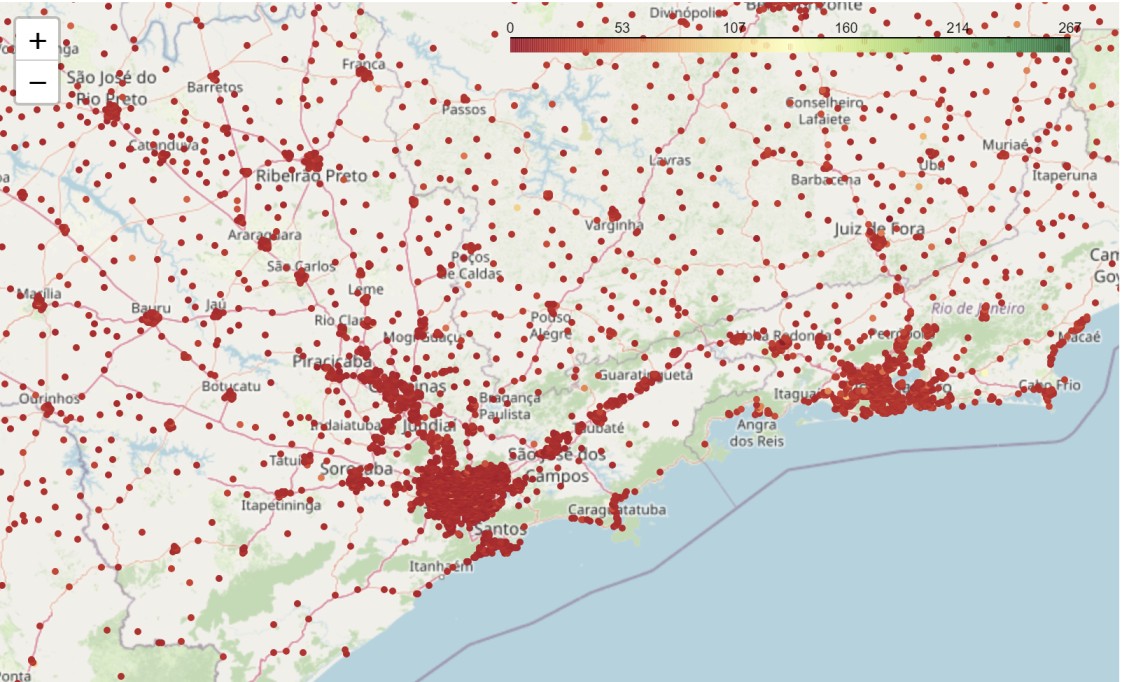 Divinópolis
0 53 107 160 214 267
+
−
São José do
Rio Preto
Barretos
Franca
Passos
Conselheiro
Lafaiete
Catanduva
Ribeirão Preto
Lavras
Barbacena
Ubá
Muriaé
Itaperuna
Araraquara
Varginha
Juiz de Fora
São Carlos
Poços
de Caldas
Leme
Marília
Bauru
Jaú
Rio Claro
Mogi Guaçu
Pouso
Alegre
Volta Redonda
Petrópolis
Rio de Janeiro
Macaé
Piracicaba
Campinas
Guaratinguetá
Botucatu
Bragança
Paulista
Itaguaí
Cabo Frio
Ourinhos
Indaiatuba
Jundiaí
Taubaté
Angra
dos Reis
Tatuí
Sorocaba
São José dos
Campos
Itapetininga
Caraguatatuba
Santos
Itanhaém